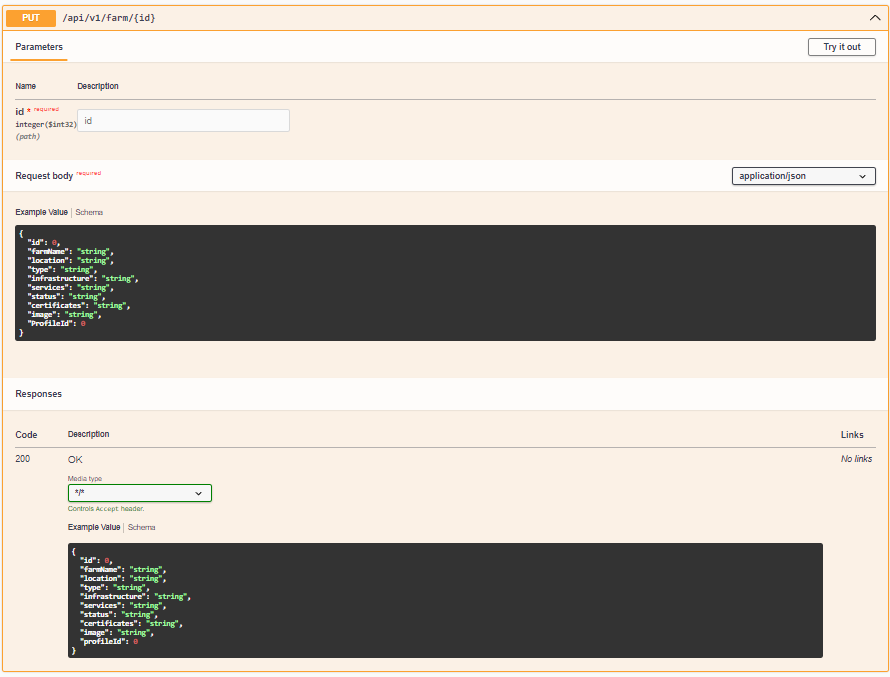 PUT /api/v1/farm/{id}
Parameters Try it out
Name Description
id * required
integer($int32)
(path)
id
Request body required application/json
Example Value | Schema
{
"id": 0,
"farmName": "string",
"location": "string",
"type": "string",
"infrastructure": "string",
"services": "string",
"status": "string",
"certificates": "string",
"image": "string",
"ProfileId": 0
}
Responses
Code Description Links
200 OK No links
Media type
*/*
Controls Accept header.
Example Value | Schema
{
"id": 0,
"farmName": "string",
"location": "string",
"type": "string",
"infrastructure": "string",
"services": "string",
"status": "string",
"certificates": "string",
"image": "string",
"profileId": 0
}